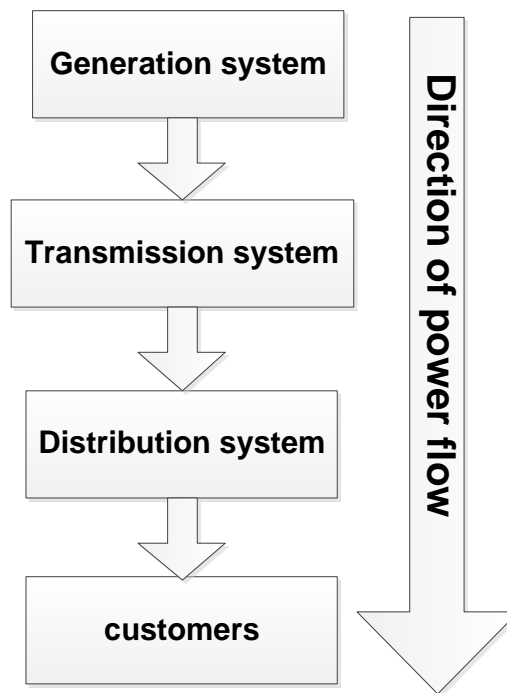 Generation system
Transmission system
Distribution system
customers
Direction of power flow